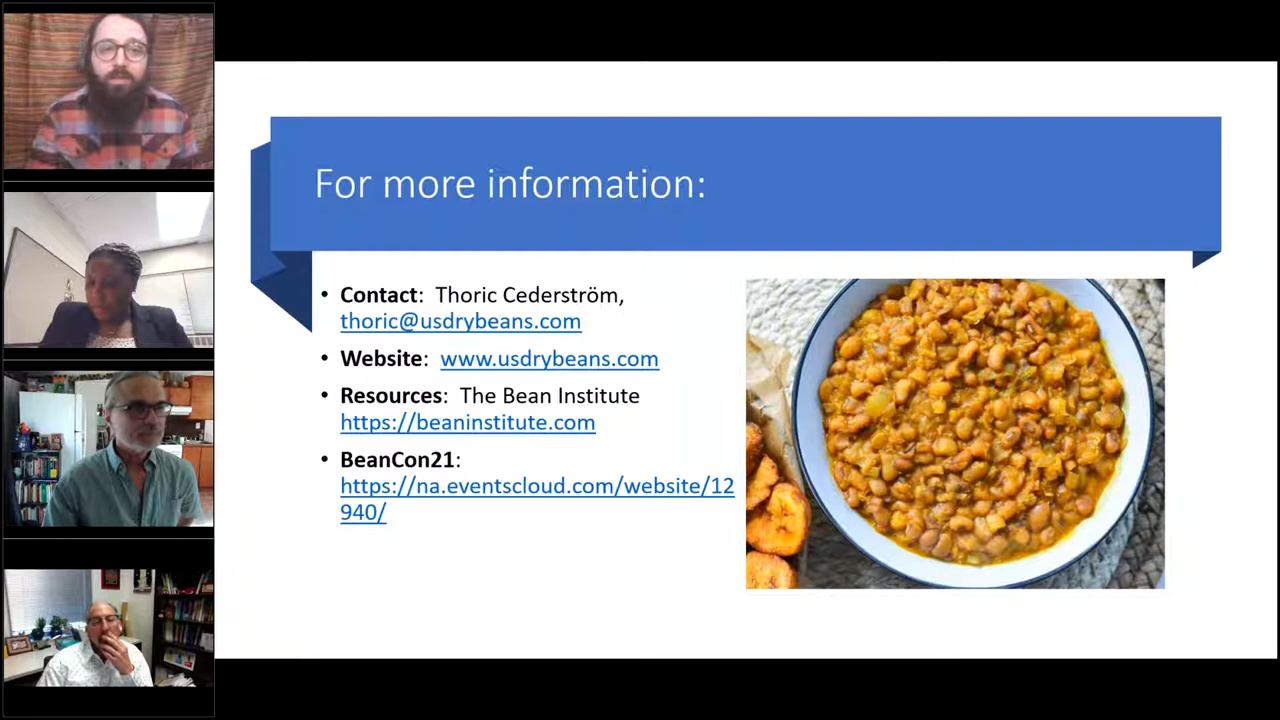 For more information:
• Contact:  Thoric Cederström,
thoric@usdrybeans.com
• Website:  www.usdrybeans.com
• Resources:  The Bean Institute
https://beaninstitute.com
• BeanCon21:
https://na.eventscloud.com/website/12
940/